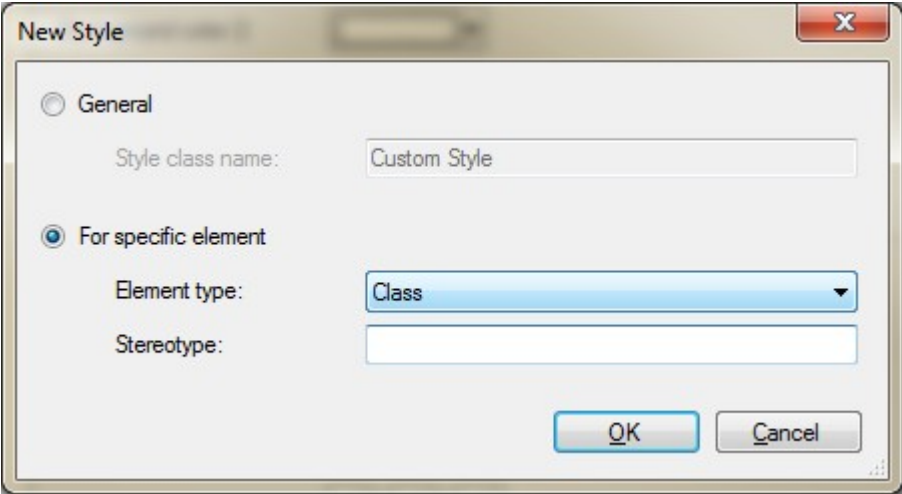 New Style
General
Style class name: Custom Style
For specific element
Element type: Class
Stereotype:
OK Cancel